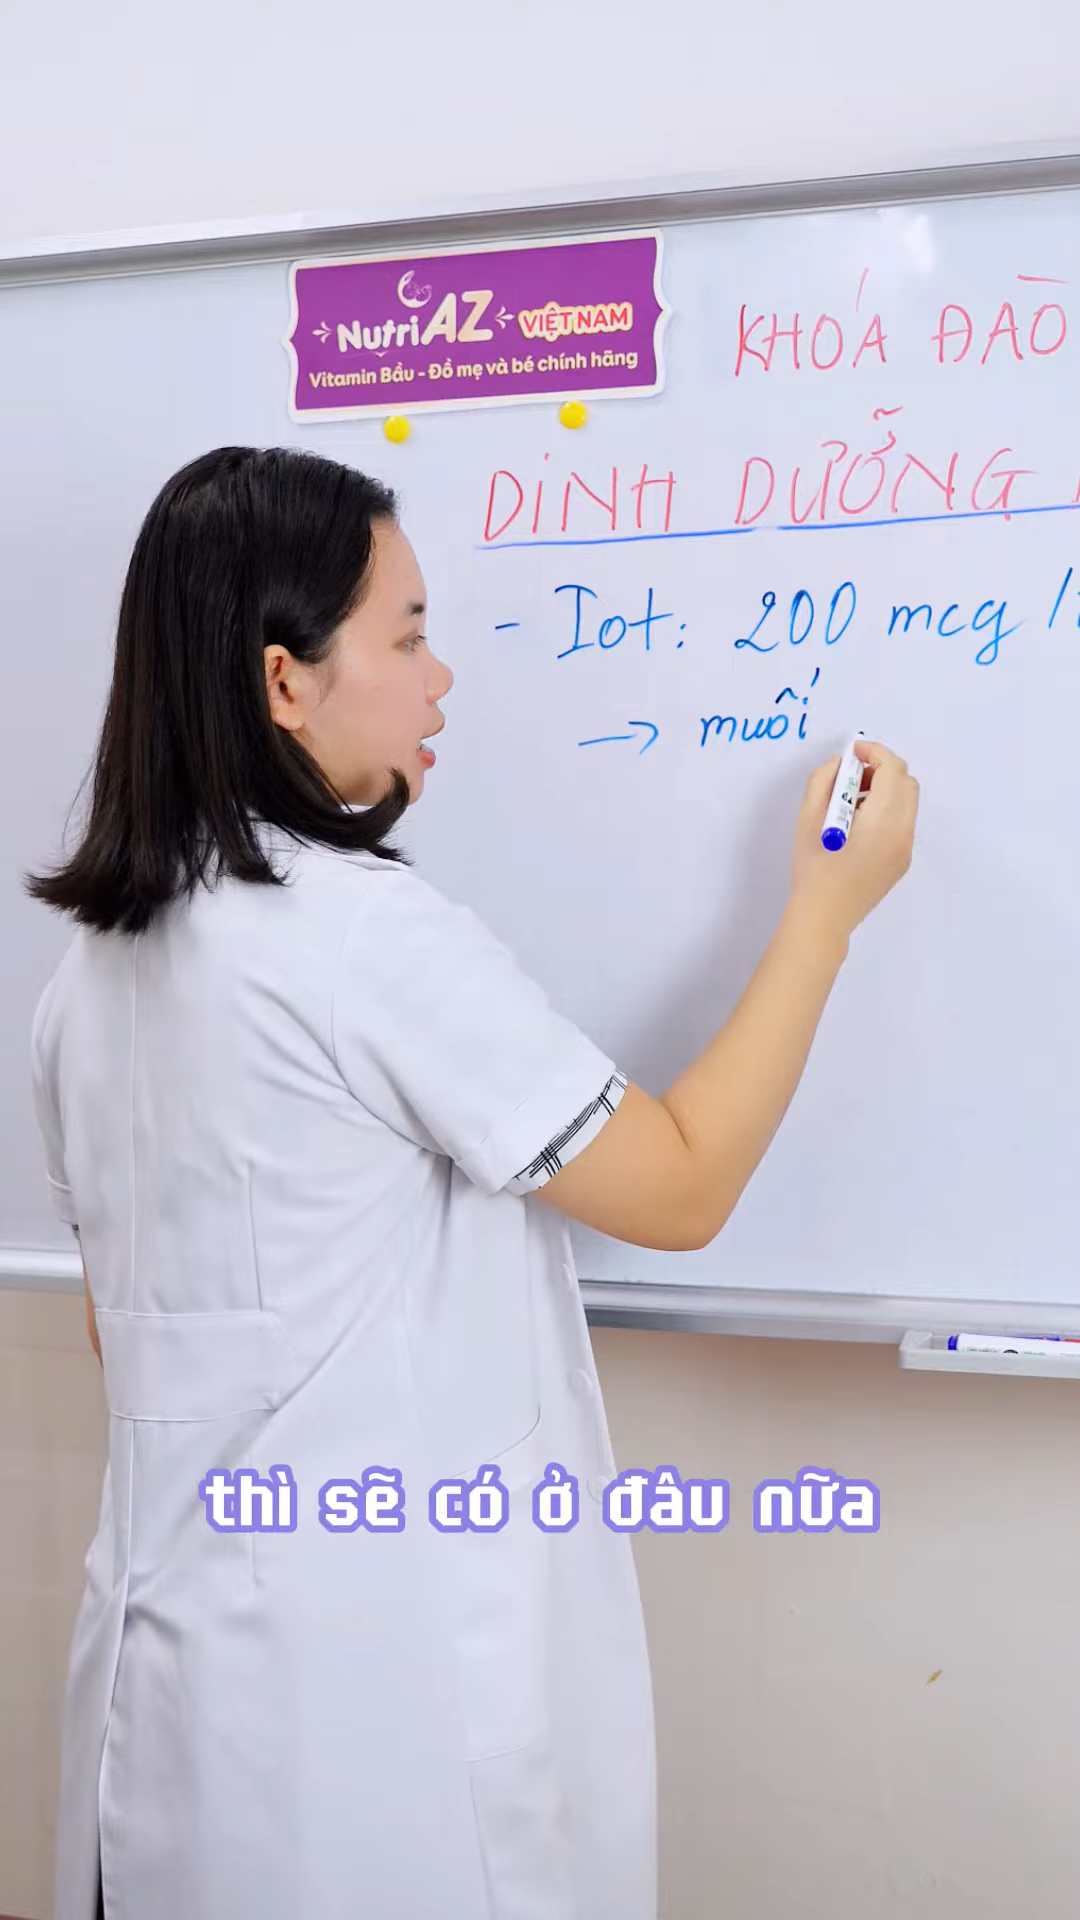 NutriAZ VIỆT NAM
Vitamin Bầu - Đồ mẹ và bé chính hãng
KHÓA ĐÀO
DINH DƯỠNG
- Iot: 200 mcg /
→ muối
thì sẽ có ở đâu nữa